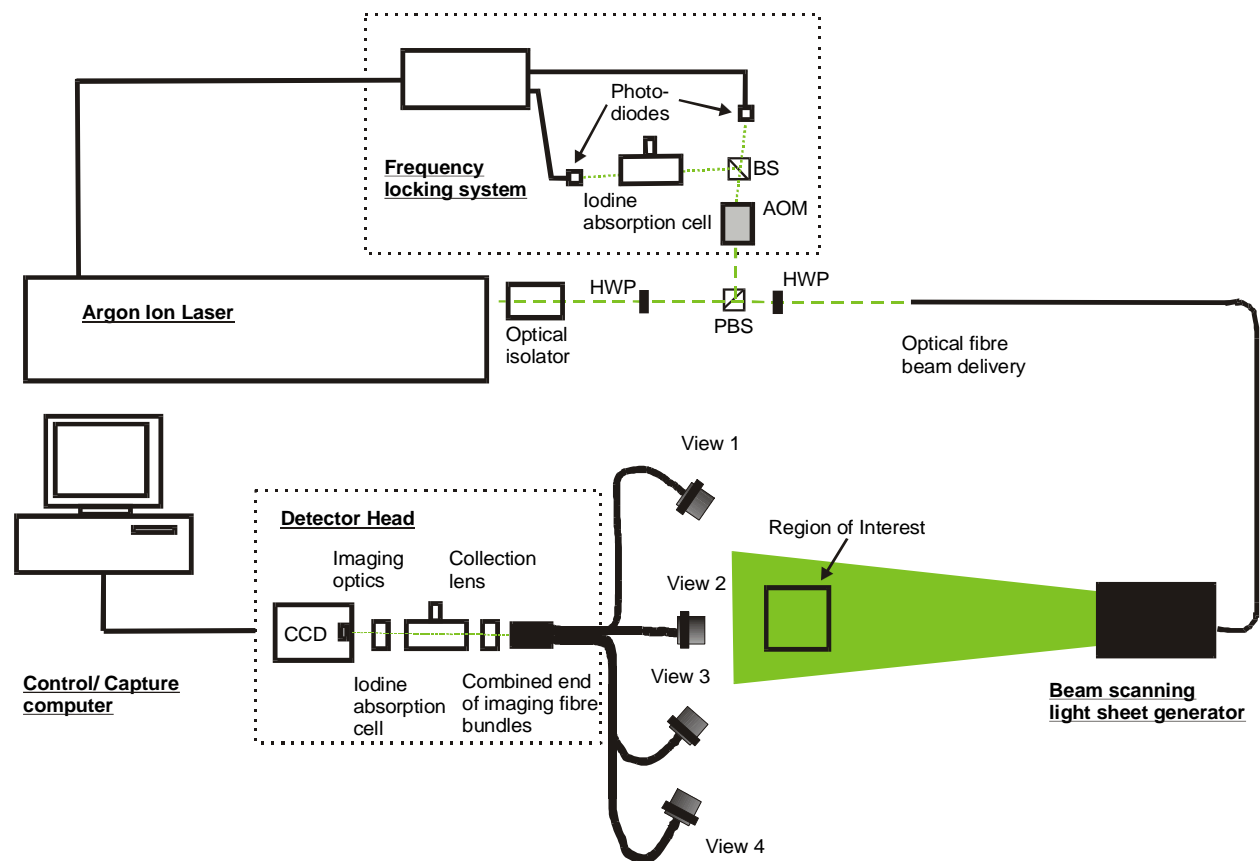 Photo-
diodes
Frequency
locking system
Iodine
absorption cell
BS
AOM
Argon Ion Laser
Optical
isolator
HWP
PBS
HWP
Optical fibre
beam delivery
View 1
Detector Head
Region of Interest
Imaging
optics
Collection
lens
View 2
CCD
View 3
Control/ Capture
computer
Iodine
absorption
cell
Combined end
of imaging fibre
bundles
Beam scanning
light sheet generator
View 4